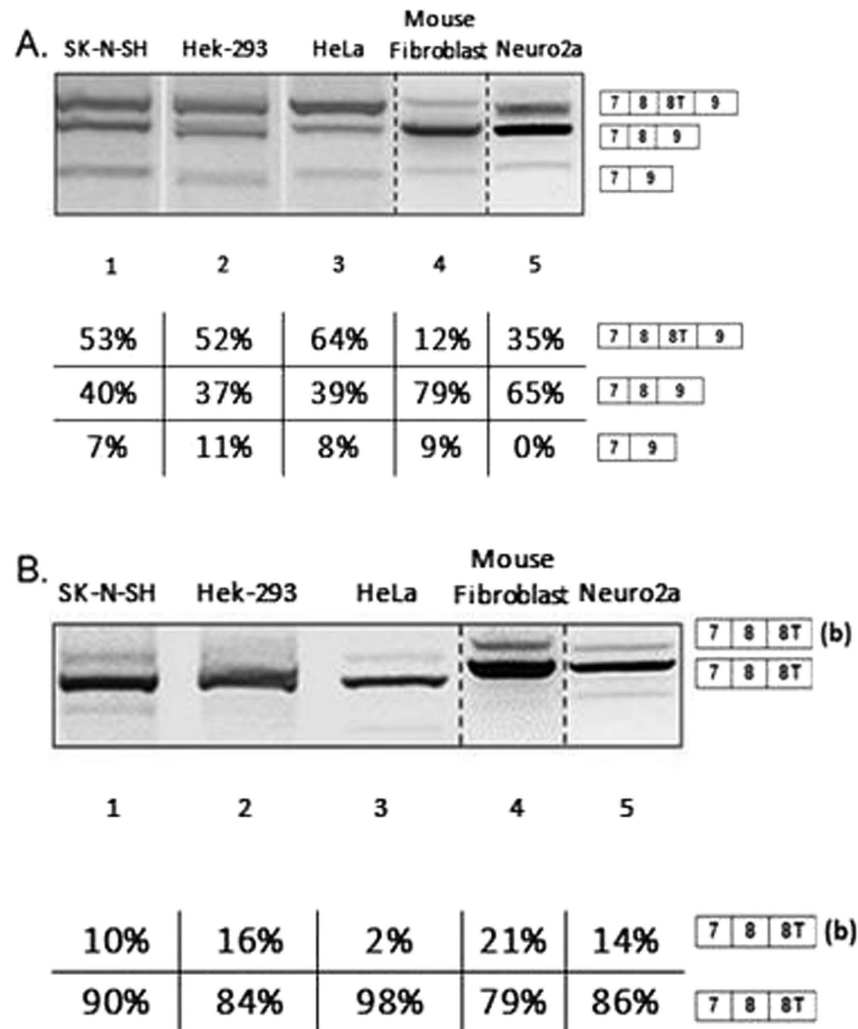 A. SK-N-SH Hek-293 HeLa Mouse Fibroblast Neuro2a
7 8 8T 9
7 8 9
7 9
1 2 3 4 5
53% 52% 64% 12% 35% 7 8 8T 9
40% 37% 39% 79% 65% 7 8 9
7% 11% 8% 9% 0% 7 9
B. SK-N-SH Hek-293 HeLa Mouse Fibroblast Neuro2a
7 8 8T (b)
7 8 8T
1 2 3 4 5
10% 16% 2% 21% 14% 7 8 8T (b)
90% 84% 98% 79% 86% 7 8 8T